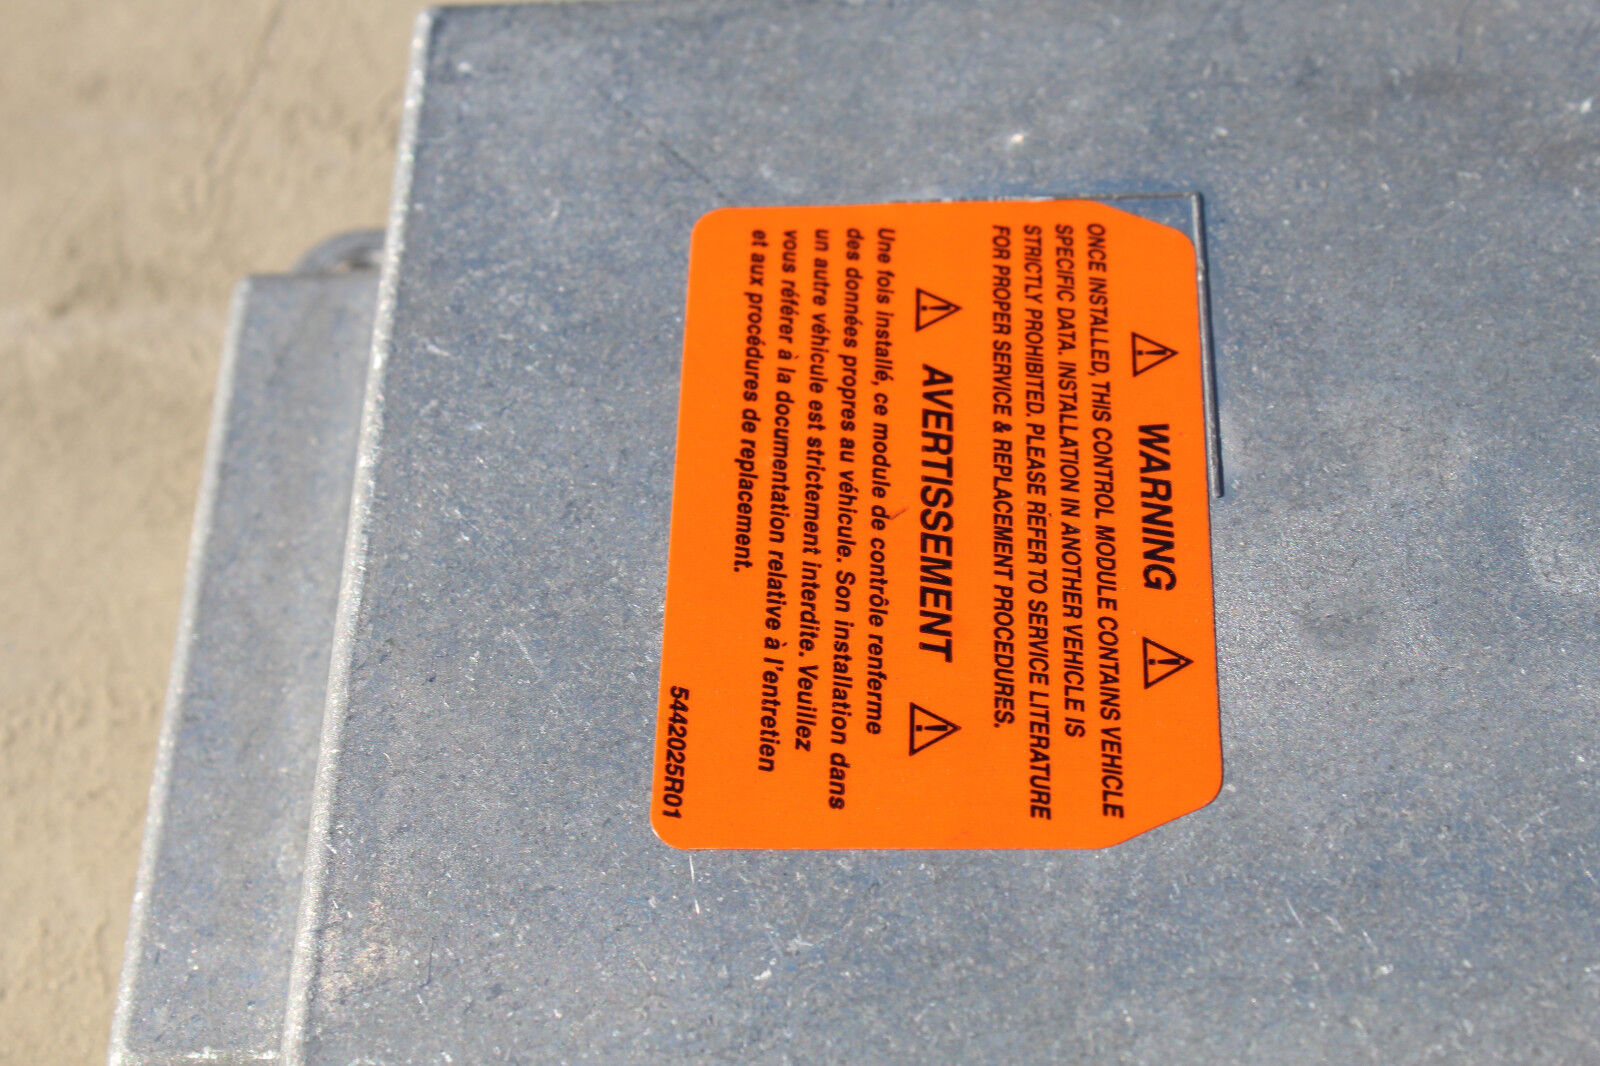 WARNING
ONCE INSTALLED, THIS CONTROL MODULE CONTAINS VEHICLE
SPECIFIC DATA. INSTALLATION IN ANOTHER VEHICLE IS
STRICTLY PROHIBITED. PLEASE REFER TO SERVICE LITERATURE
FOR PROPER SERVICE & REPLACEMENT PROCEDURES.
AVERTISSEMENT
Une fois installé, ce module de contrôle renferme
des données propres au véhicule. Son installation dans
un autre véhicule est strictement interdite. Veuillez
vous référer à la documentation relative à l'entretien
et aux procédures de replacement.
5442025R01